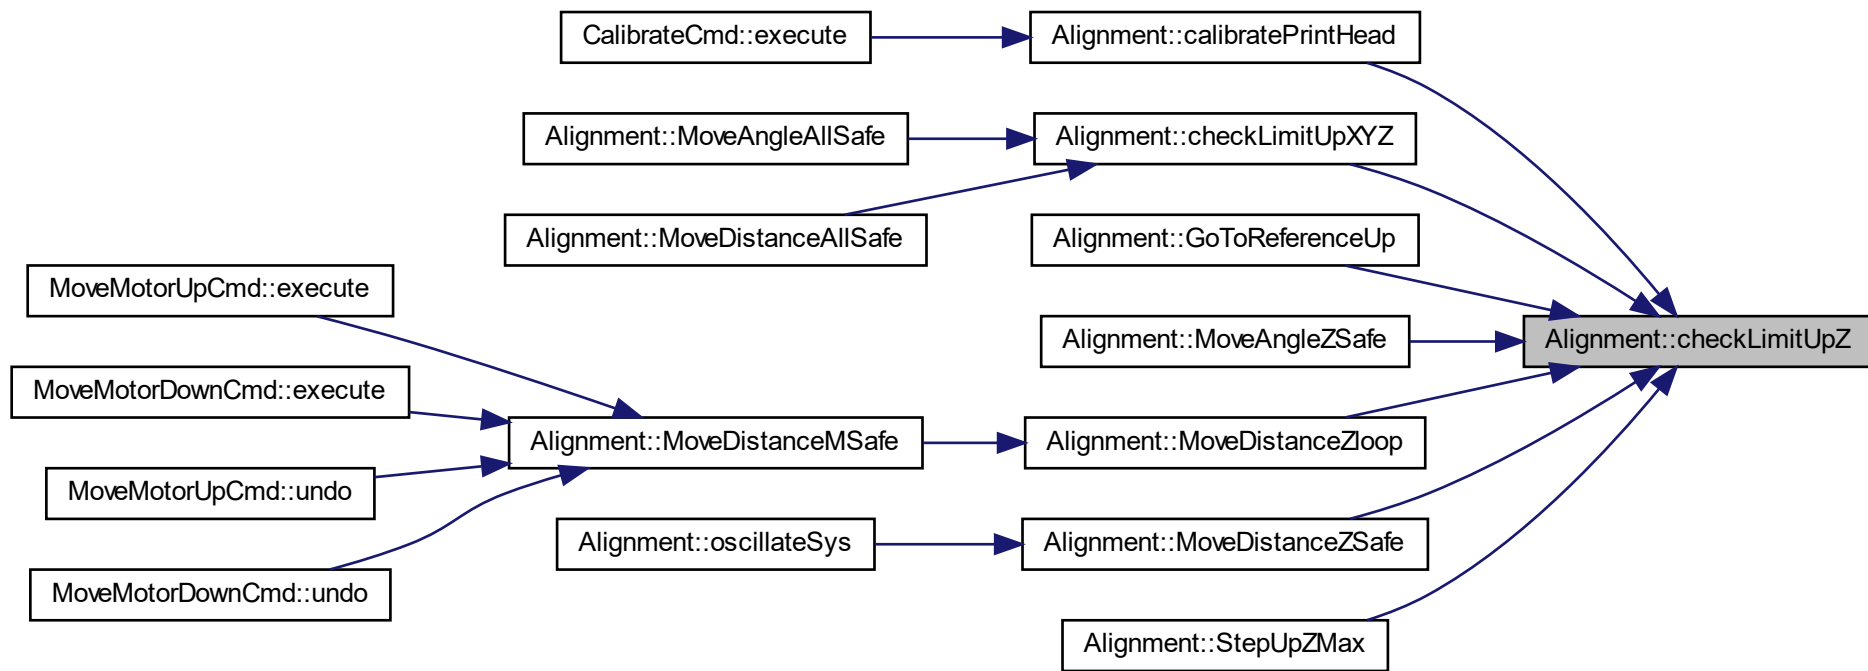 CalibrateCmd::execute
Alignment::calibratePrintHead
Alignment::MoveAngleAllSafe
Alignment::checkLimitUpXYZ
Alignment::MoveDistanceAllSafe
Alignment::GoToReferenceUp
MoveMotorUpCmd::execute
Alignment::MoveAngleZSafe
Alignment::checkLimitUpZ
MoveMotorDownCmd::execute
Alignment::MoveDistanceMSafe
Alignment::MoveDistanceZloop
MoveMotorUpCmd::undo
Alignment::oscillateSys
Alignment::MoveDistanceZSafe
MoveMotorDownCmd::undo
Alignment::StepUpZMax